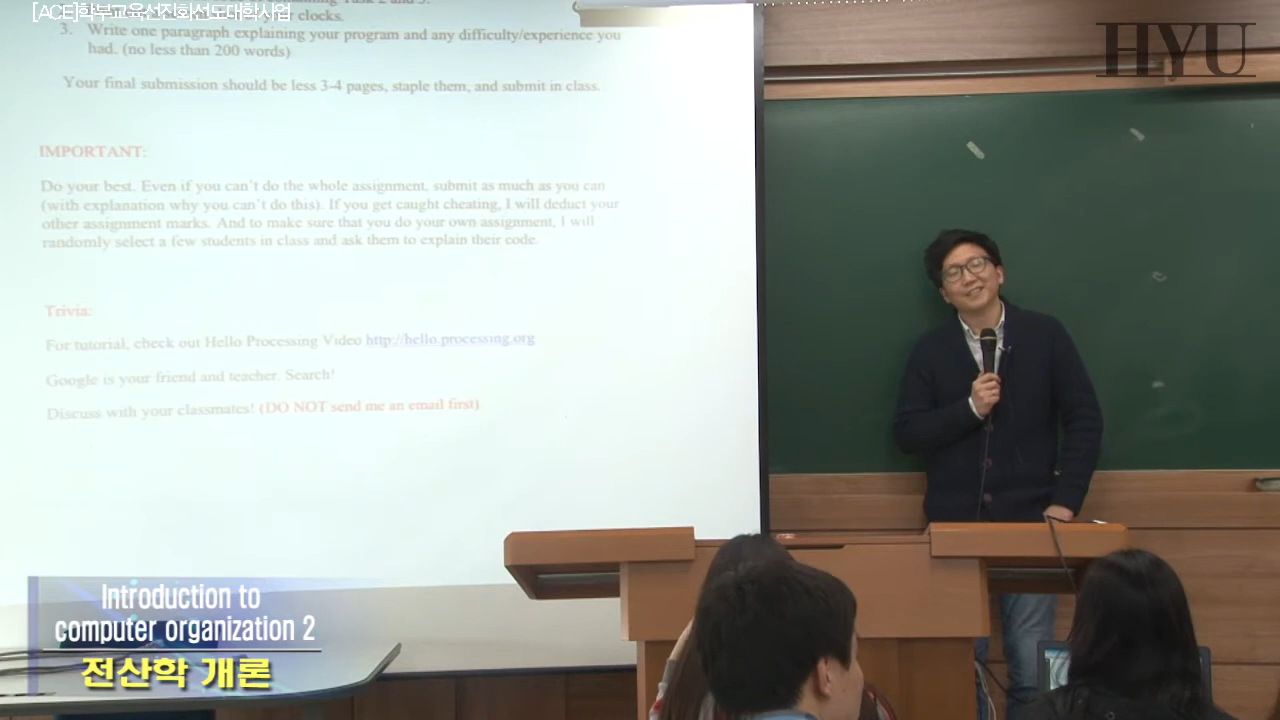 [ACE]학부교육선진화선도대학사업
clocks.
3. Write one paragraph explaining your program and any difficulty/experience you
had. (no less than 200 words)
Your final submission should be less 3-4 pages, staple them, and submit in class.
IMPORTANT:
Do your best. Even if you can't do the whole assignment, submit as much as you can
(with explanation why you can't do this). If you get caught cheating, I will deduct your
other assignment marks. And to make sure that you do your own assignment, I will
randomly select a few students in class and ask them to explain their code.
Trivia:
For tutorial, check out Hello Processing Video http://hello.processing.org
Google is your friend and teacher. Search!
Discuss with your classmates! (DO NOT send me an email first)
HYU
Introduction to
computer organization 2
전산학 개론